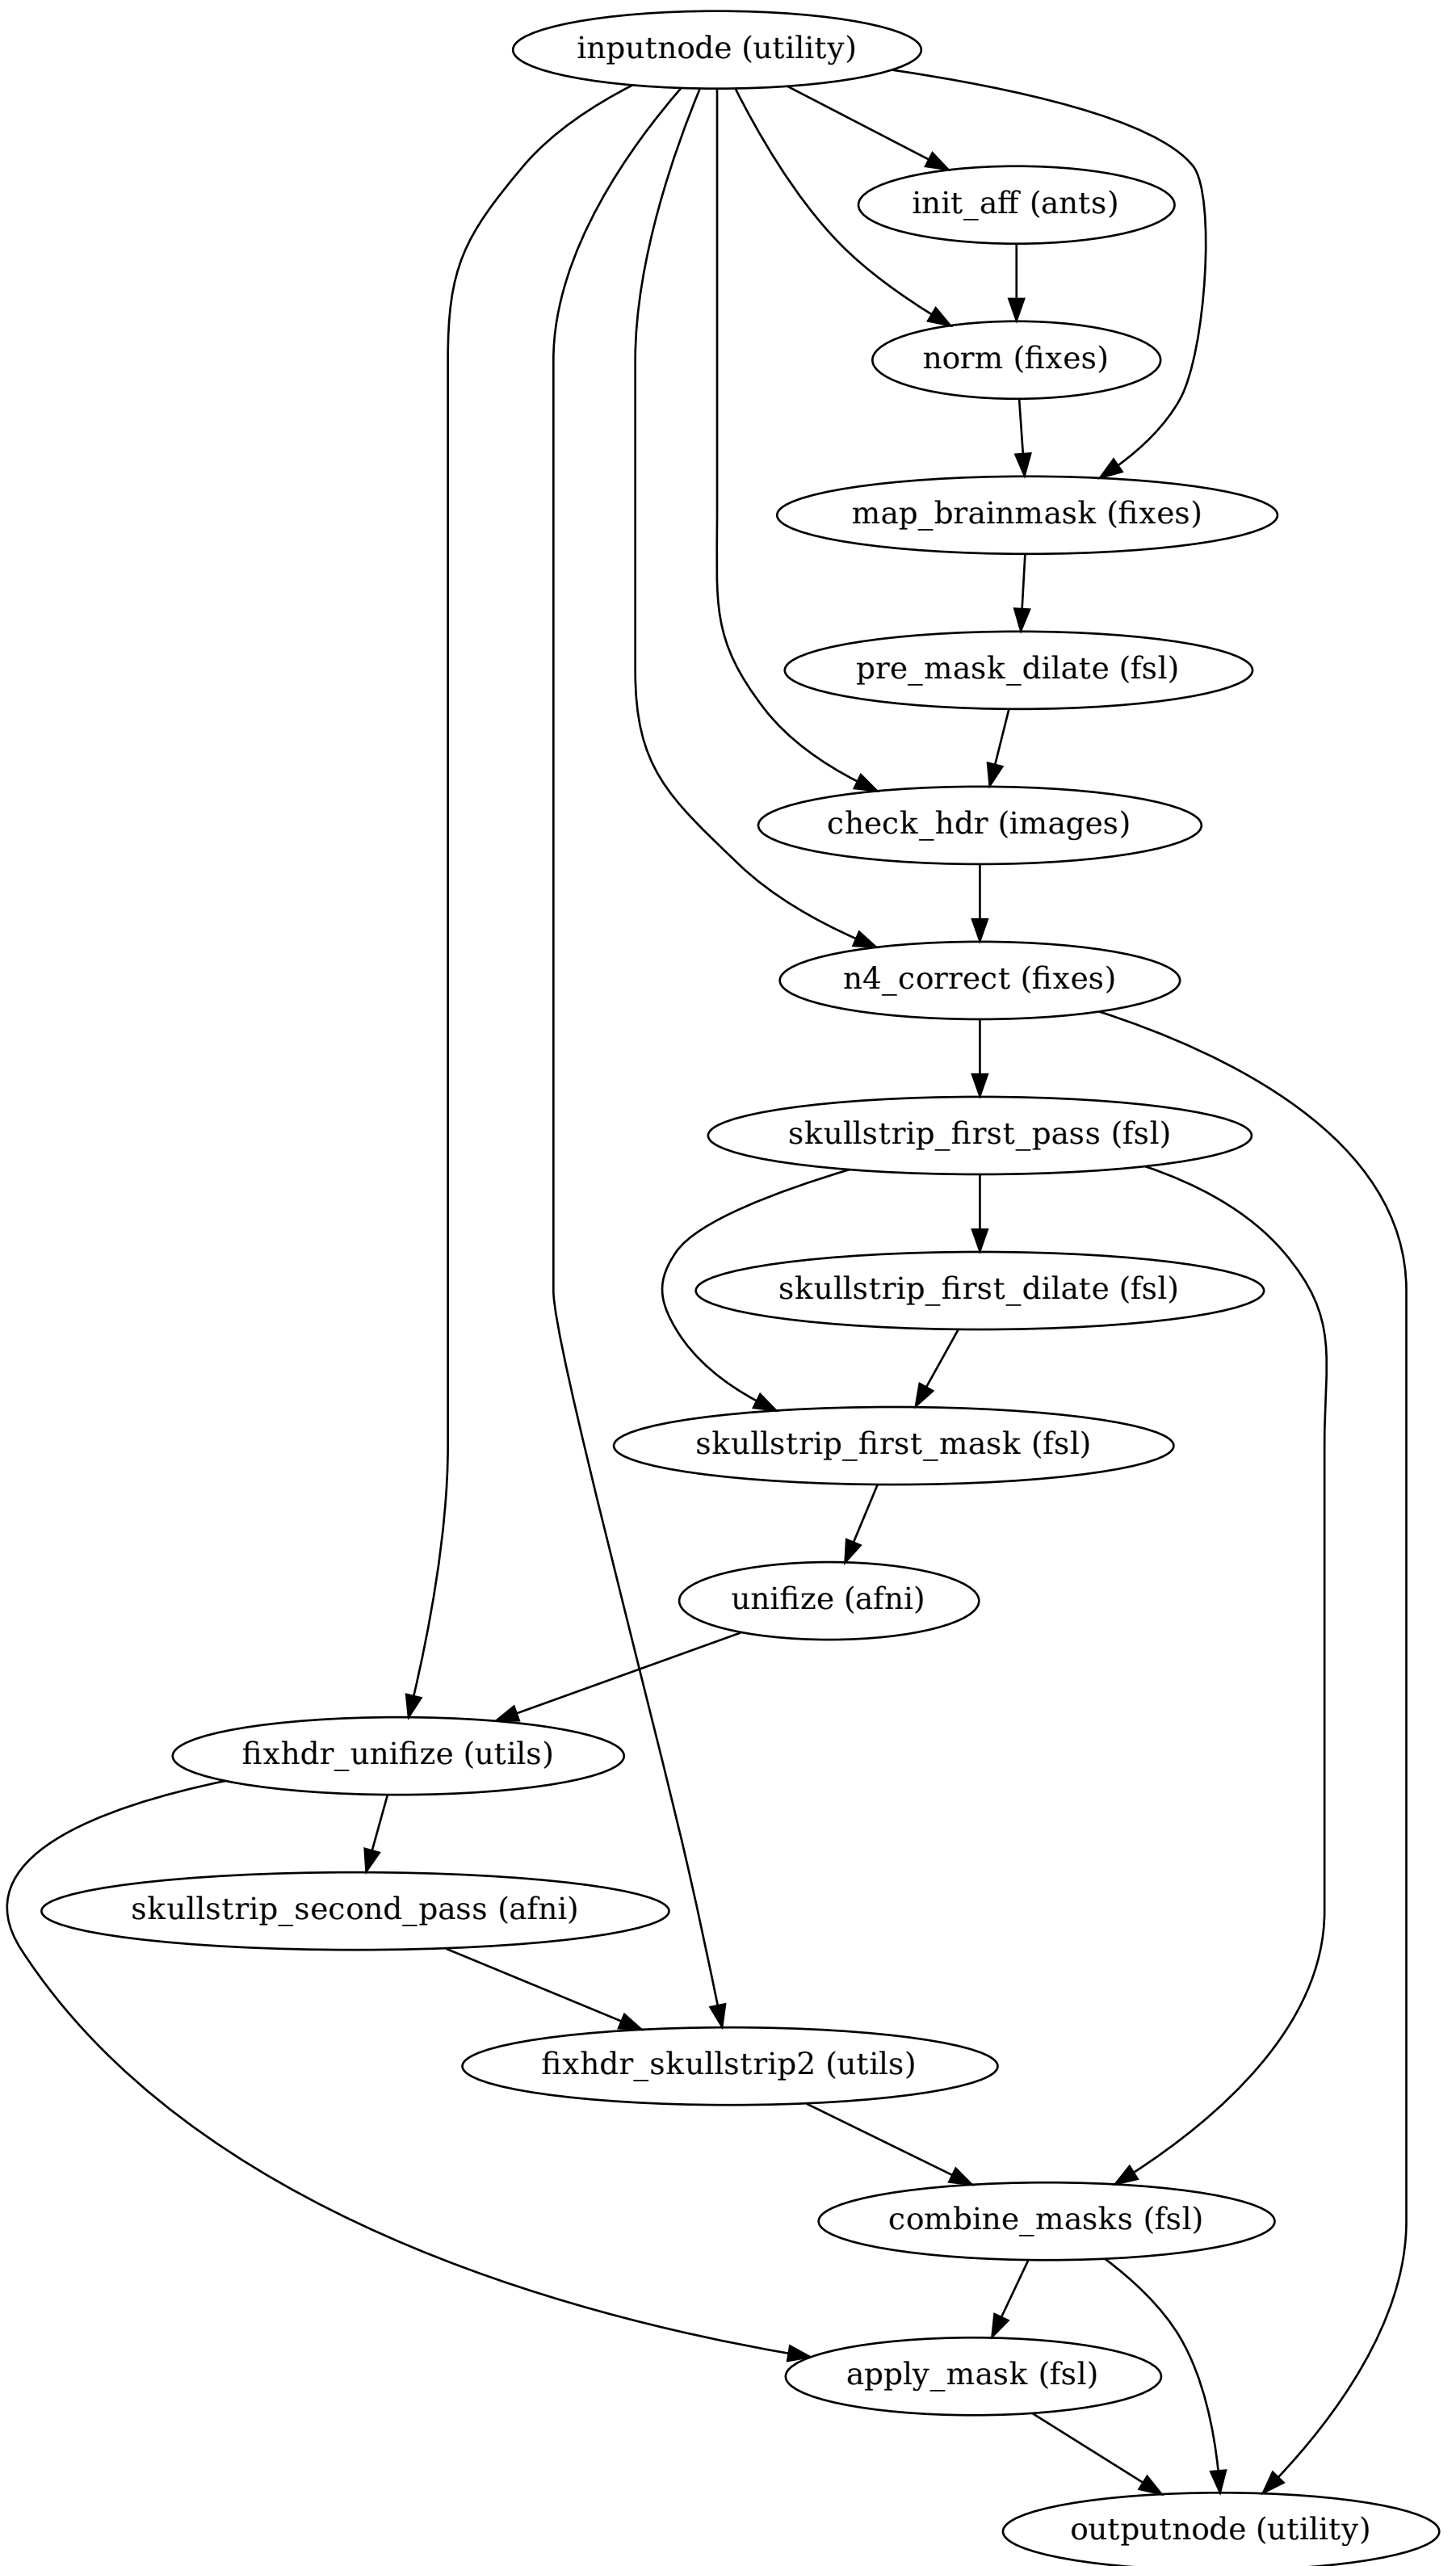 inputnode (utility)
init_aff (ants)
norm (fixes)
map_brainmask (fixes)
pre_mask_dilate (fsl)
check_hdr (images)
n4_correct (fixes)
skullstrip_first_pass (fsl)
skullstrip_first_dilate (fsl)
skullstrip_first_mask (fsl)
unifize (afni)
fixhdr_unifize (utils)
skullstrip_second_pass (afni)
fixhdr_skullstrip2 (utils)
combine_masks (fsl)
apply_mask (fsl)
outputnode (utility)